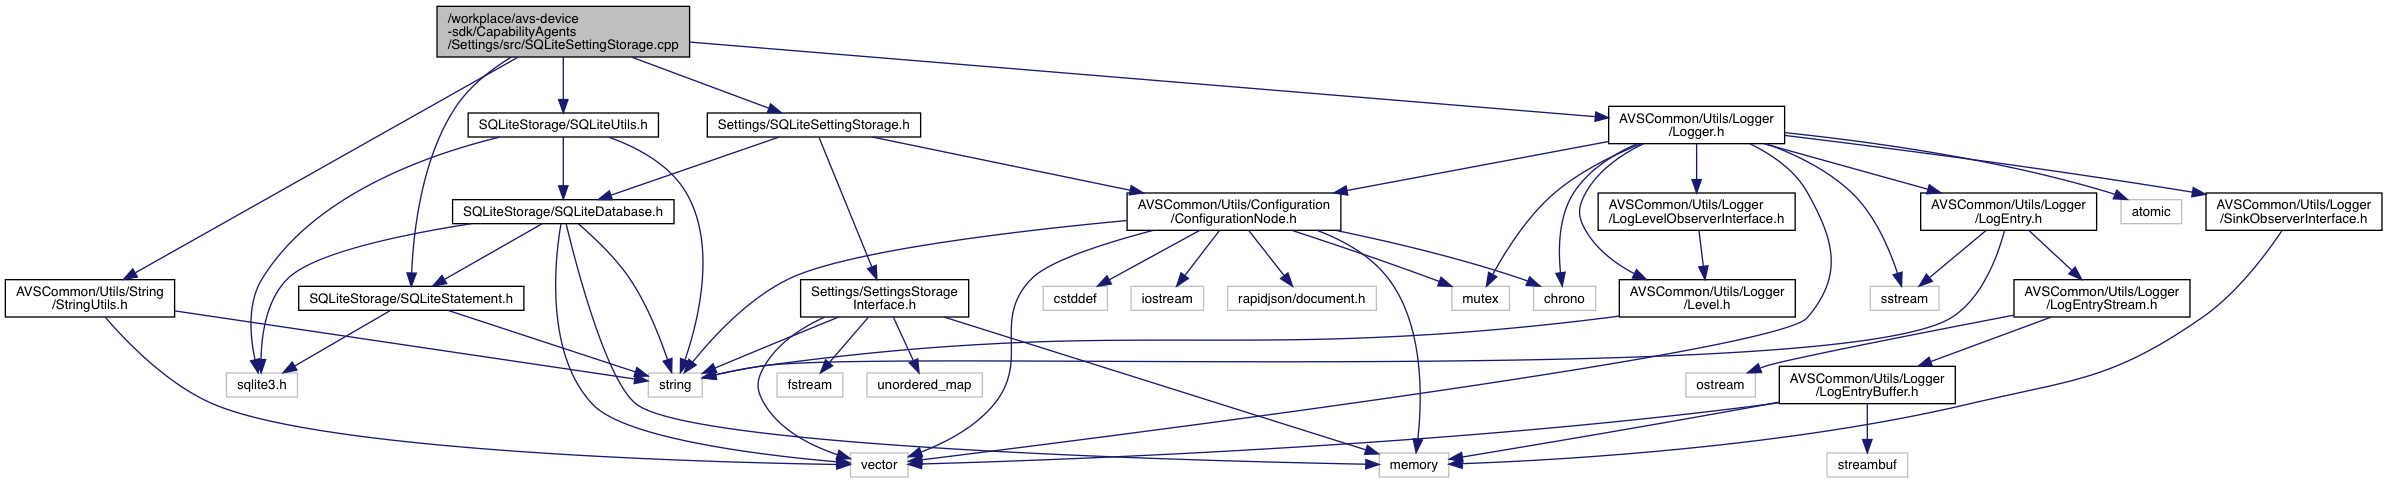 /workplace/avs-device
-sdk/CapabilityAgents
/Settings/src/SQLiteSettingStorage.cpp
SQLiteStorage/SQLiteUtils.h
Settings/SQLiteSettingStorage.h
AVSCommon/Utils/Logger
/Logger.h
SQLiteStorage/SQLiteDatabase.h
AVSCommon/Utils/Configuration
/ConfigurationNode.h
AVSCommon/Utils/Logger
/LogLevelObserverInterface.h
AVSCommon/Utils/Logger
/LogEntry.h
atomic
AVSCommon/Utils/Logger
/SinkObserverInterface.h
AVSCommon/Utils/String
/StringUtils.h
SQLiteStorage/SQLiteStatement.h
Settings/SettingsStorage
Interface.h
cstddef
iostream
rapidjson/document.h
mutex
chrono
AVSCommon/Utils/Logger
/Level.h
sstream
AVSCommon/Utils/Logger
/LogEntryStream.h
sqlite3.h
string
fstream
unordered_map
ostream
AVSCommon/Utils/Logger
/LogEntryBuffer.h
vector
memory
streambuf